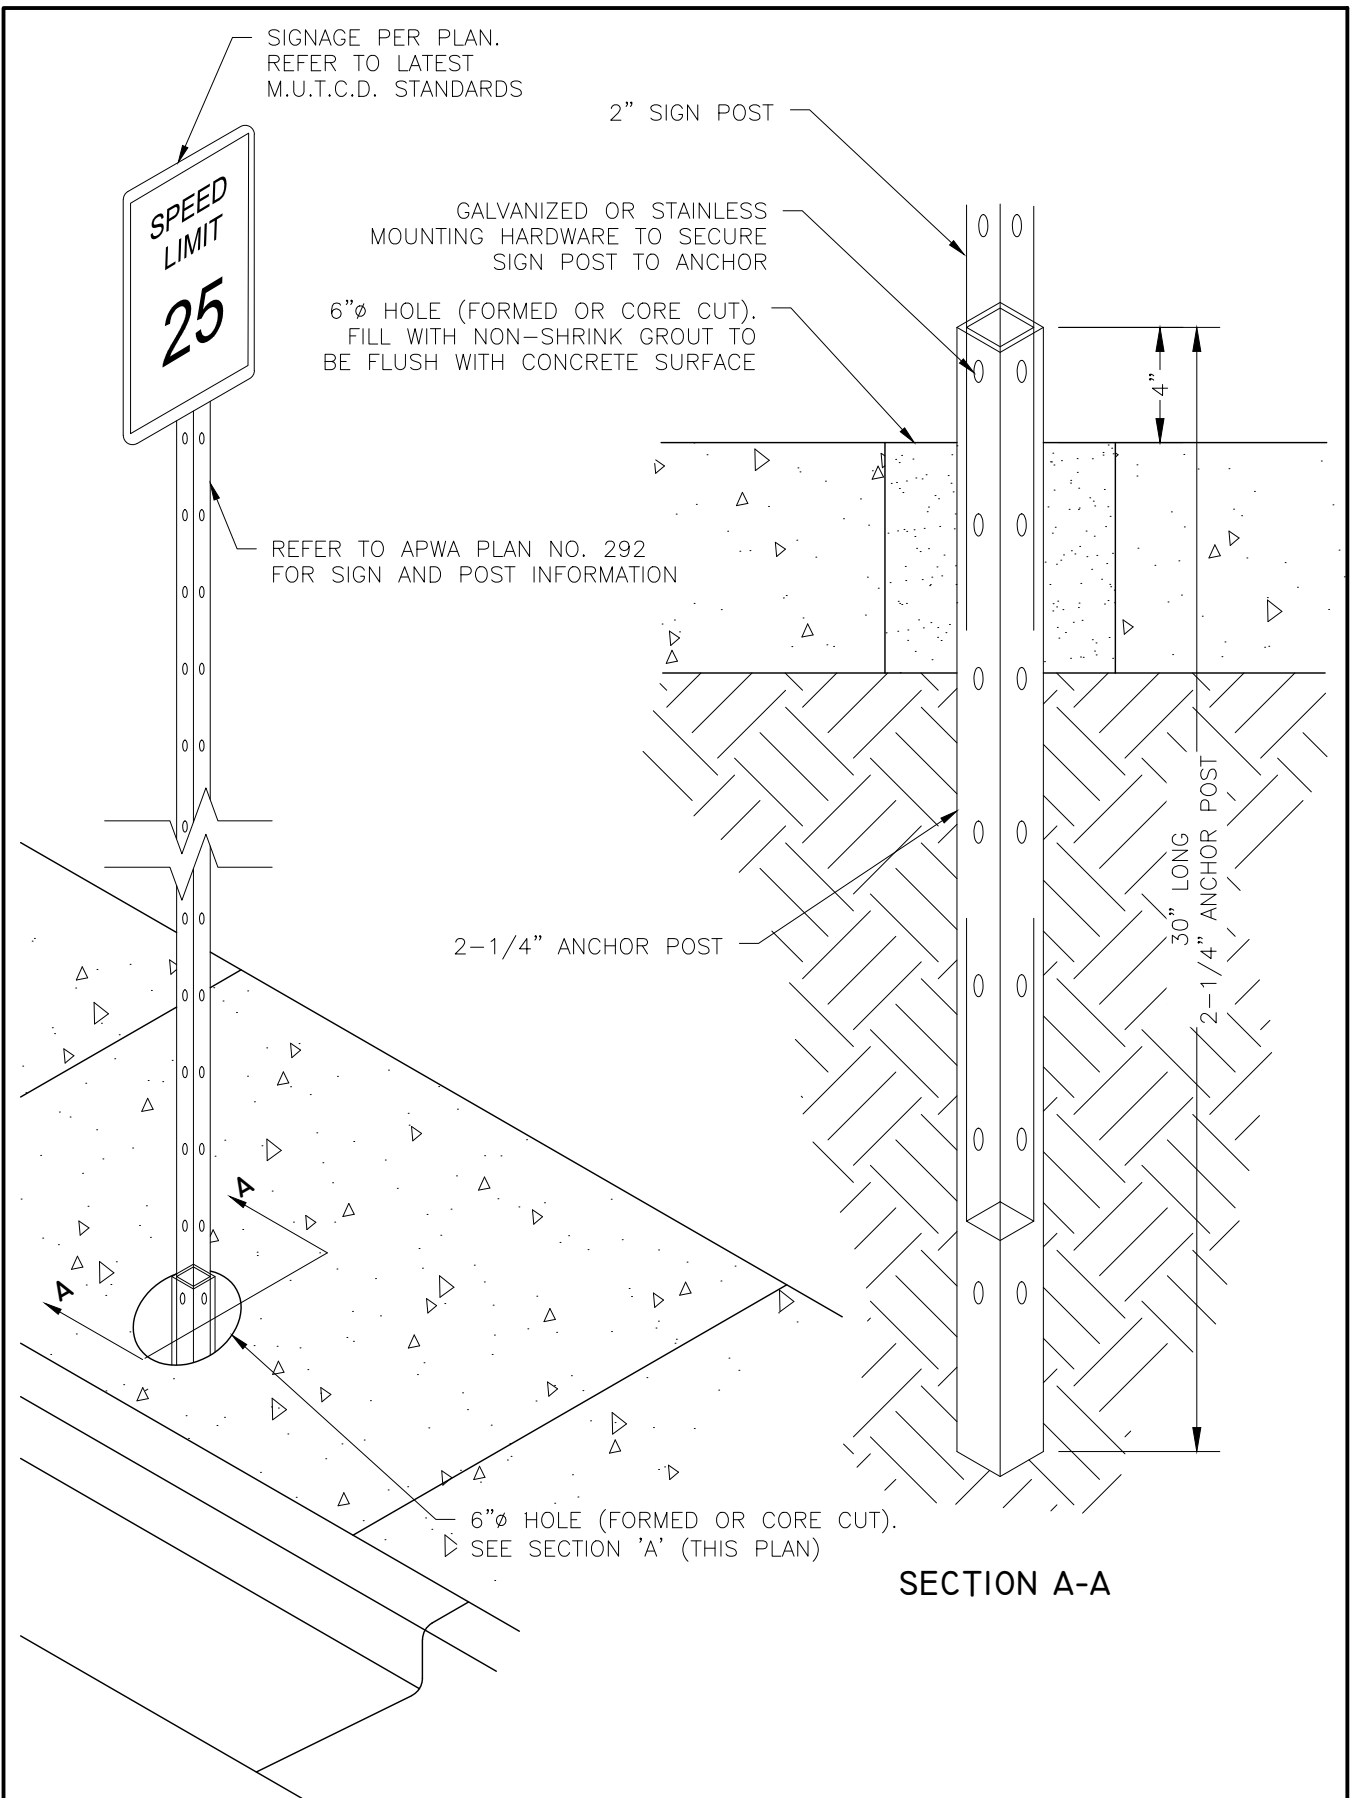 SIGNAGE PER PLAN.
REFER TO LATEST
M.U.T.C.D. STANDARDS
2" SIGN POST
SPEED
LIMIT
25
GALVANIZED OR STAINLESS
MOUNTING HARDWARE TO SECURE
SIGN POST TO ANCHOR
6"ø HOLE (FORMED OR CORE CUT).
FILL WITH NON-SHRINK GROUT TO
BE FLUSH WITH CONCRETE SURFACE
4"
REFER TO APWA PLAN NO. 292
FOR SIGN AND POST INFORMATION
30" LONG
2-1/4" ANCHOR POST
2-1/4" ANCHOR POST
A
A
6"ø HOLE (FORMED OR CORE CUT).
SEE SECTION 'A' (THIS PLAN)
SECTION A-A